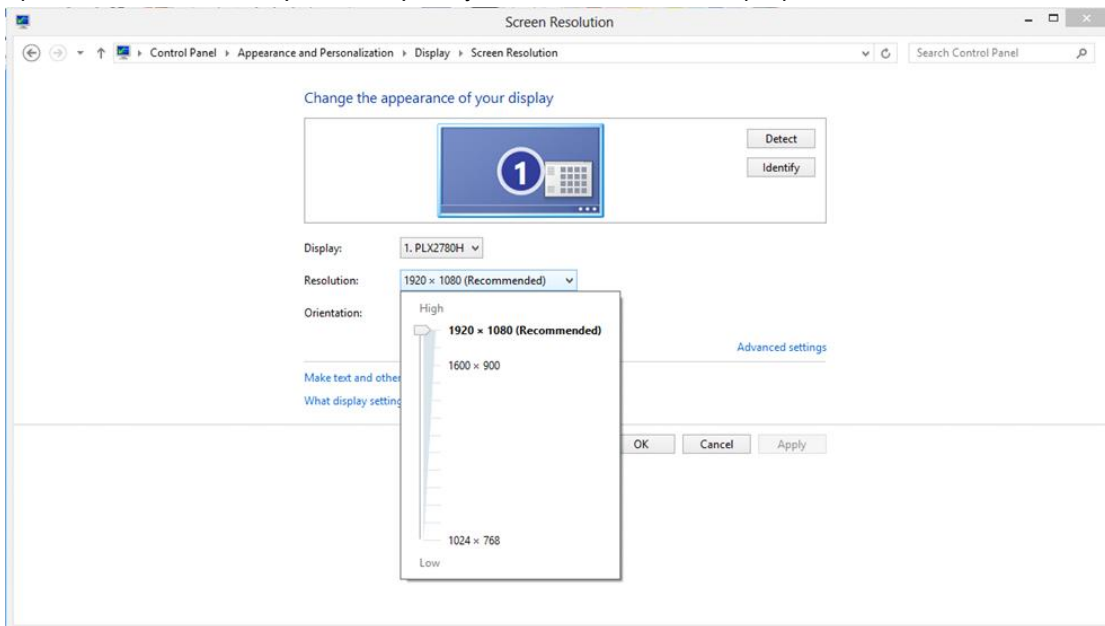 Screen Resolution
Control Panel ▸ Appearance and Personalization ▸ Display ▸ Screen Resolution
Search Control Panel
Change the appearance of your display
1
Detect
Identify
Display: 1. PLX2780H
Resolution: 1920 × 1080 (Recommended)
Orientation:
High
1920 × 1080 (Recommended)
Advanced settings
1600 × 900
Make text and other
What display setting
OK Cancel Apply
1024 × 768
Low